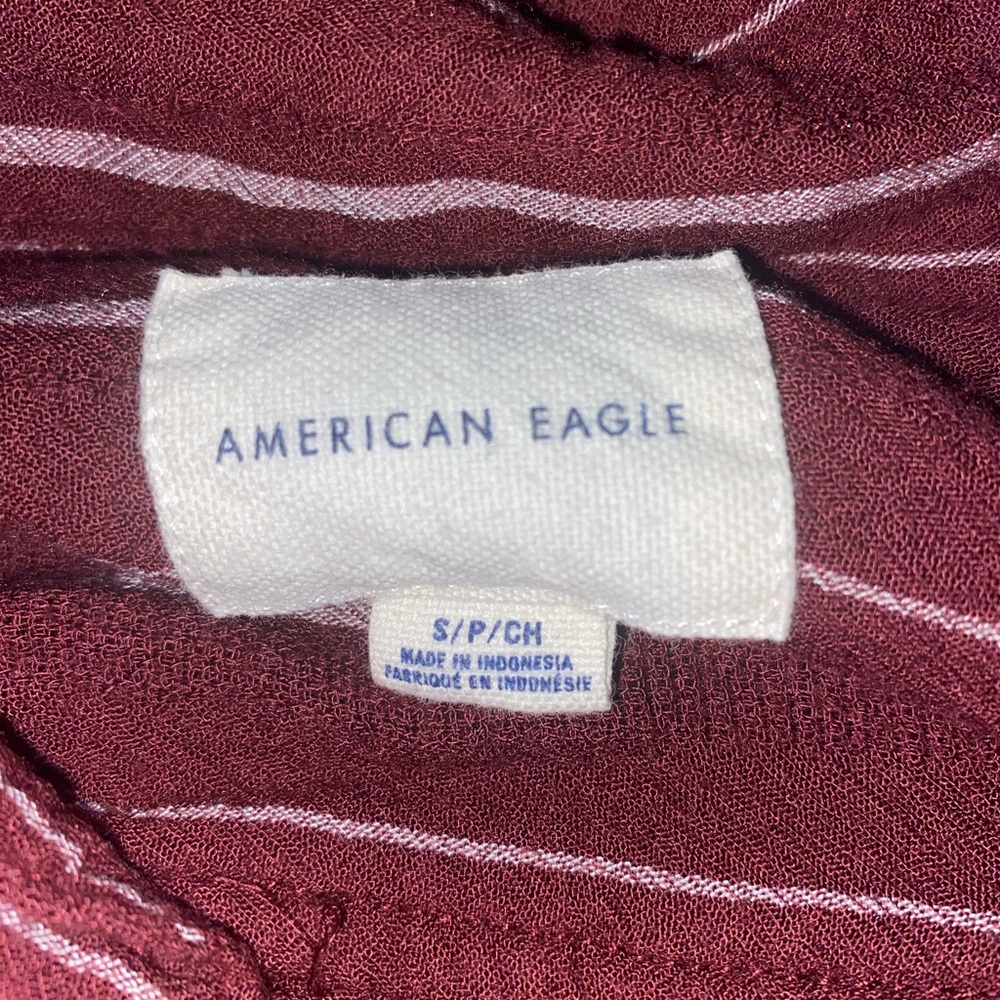 AMERICAN EAGLE
S/P/CH
MADE IN INDONESIA
FABRIQUÉ EN INDONÉSIE